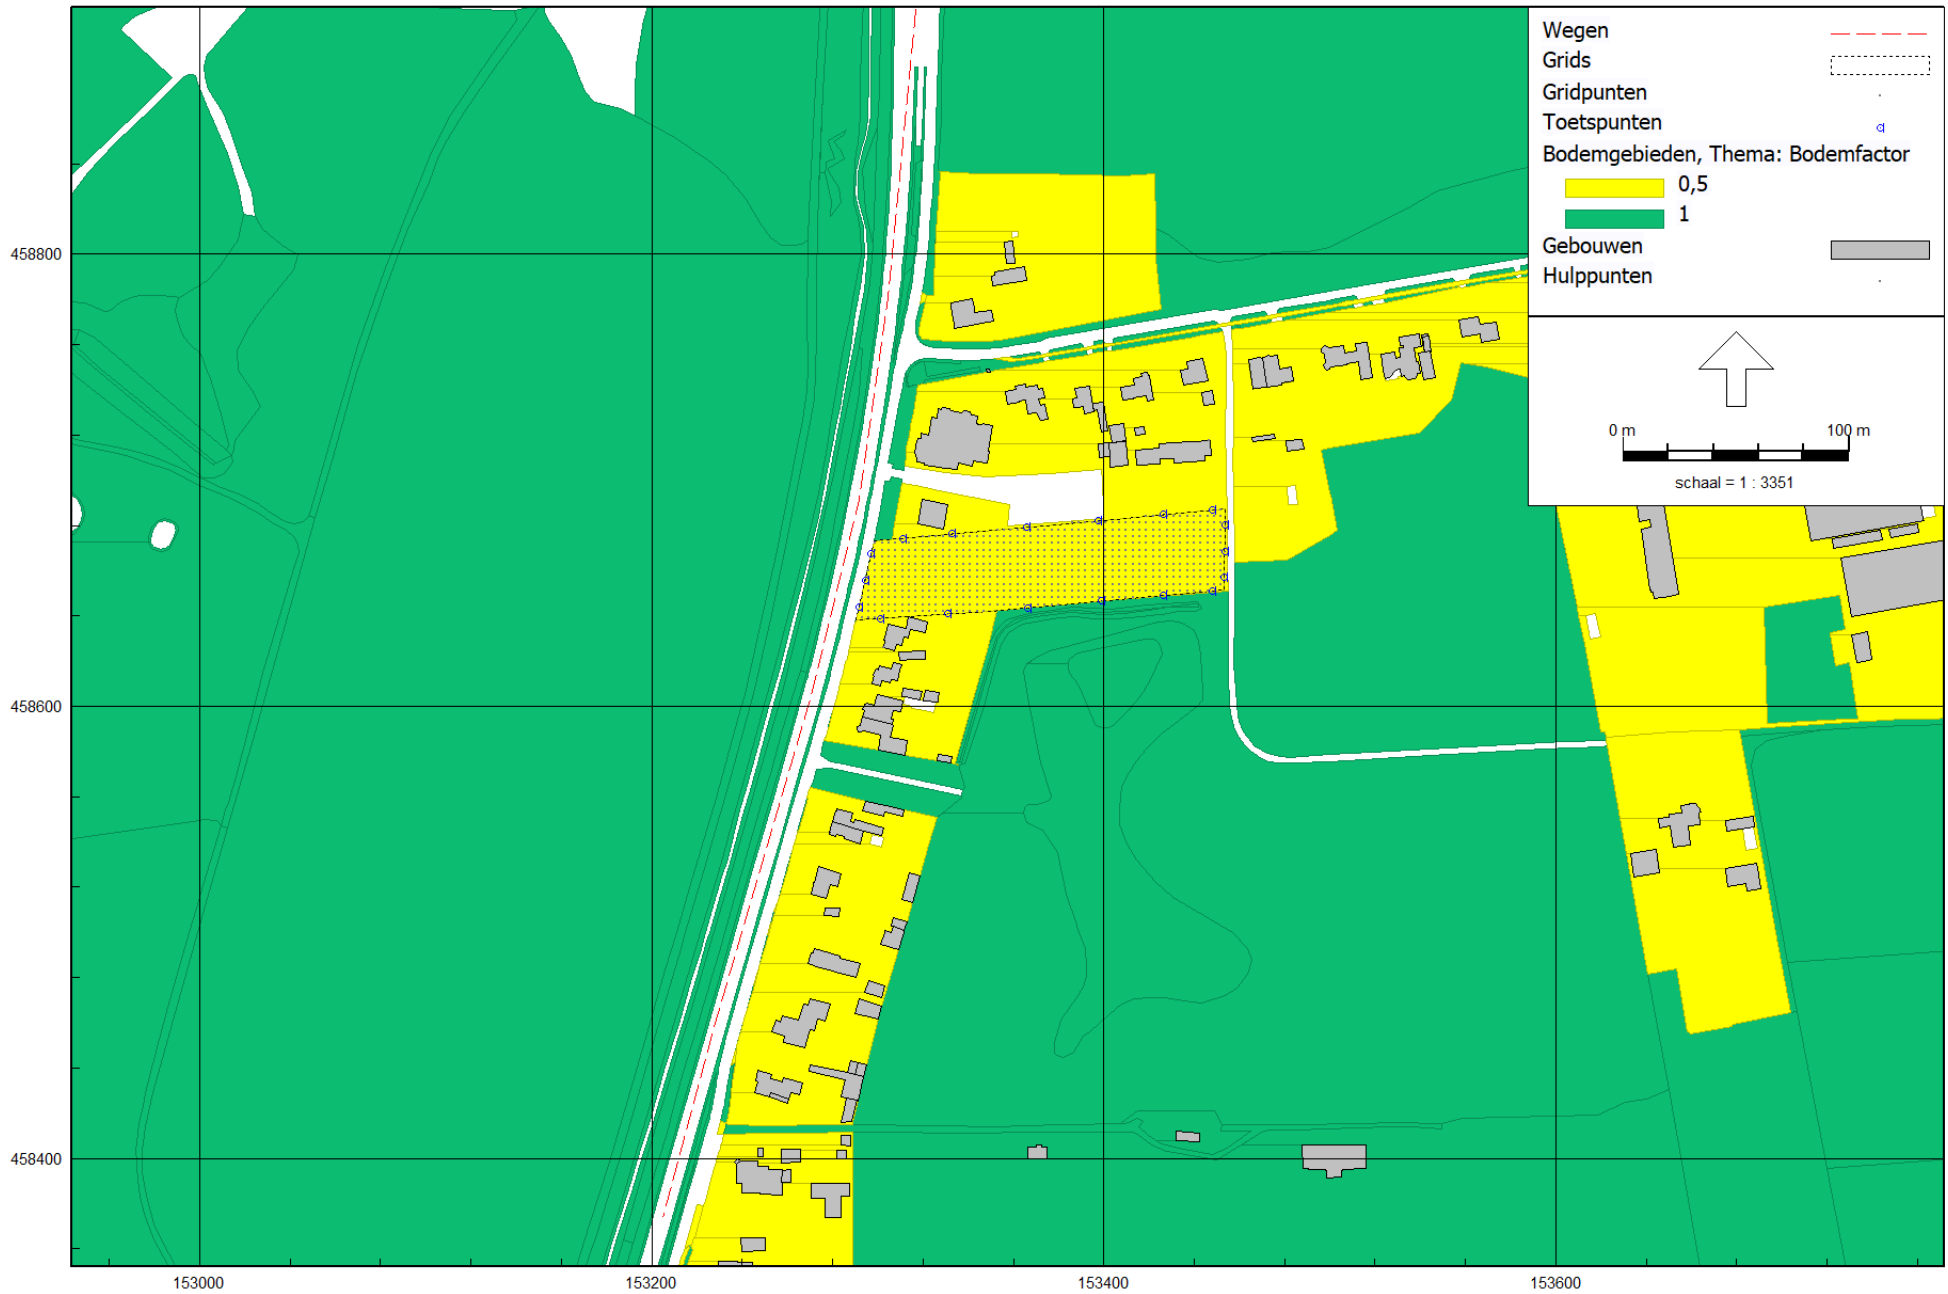 Wegen
Grids
Gridpunten
Toetspunten
Bodemgebieden, Thema: Bodemfactor
0,5
1
Gebouwen
Hulppunten
0 m 100 m
schaal = 1 : 3351
458800
458600
458400
153000 153200 153400 153600